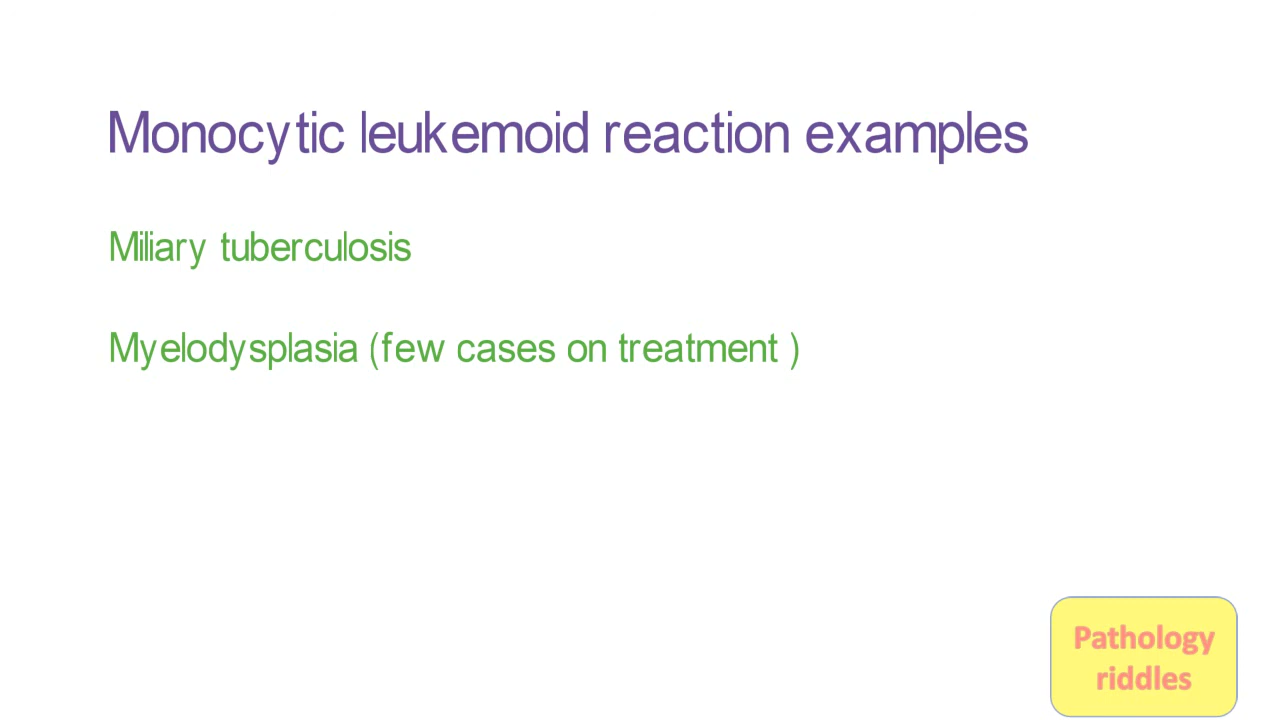 Monocytic leukemoid reaction examples
Miliary tuberculosis
Myelodysplasia (few cases on treatment )
Pathology
riddles